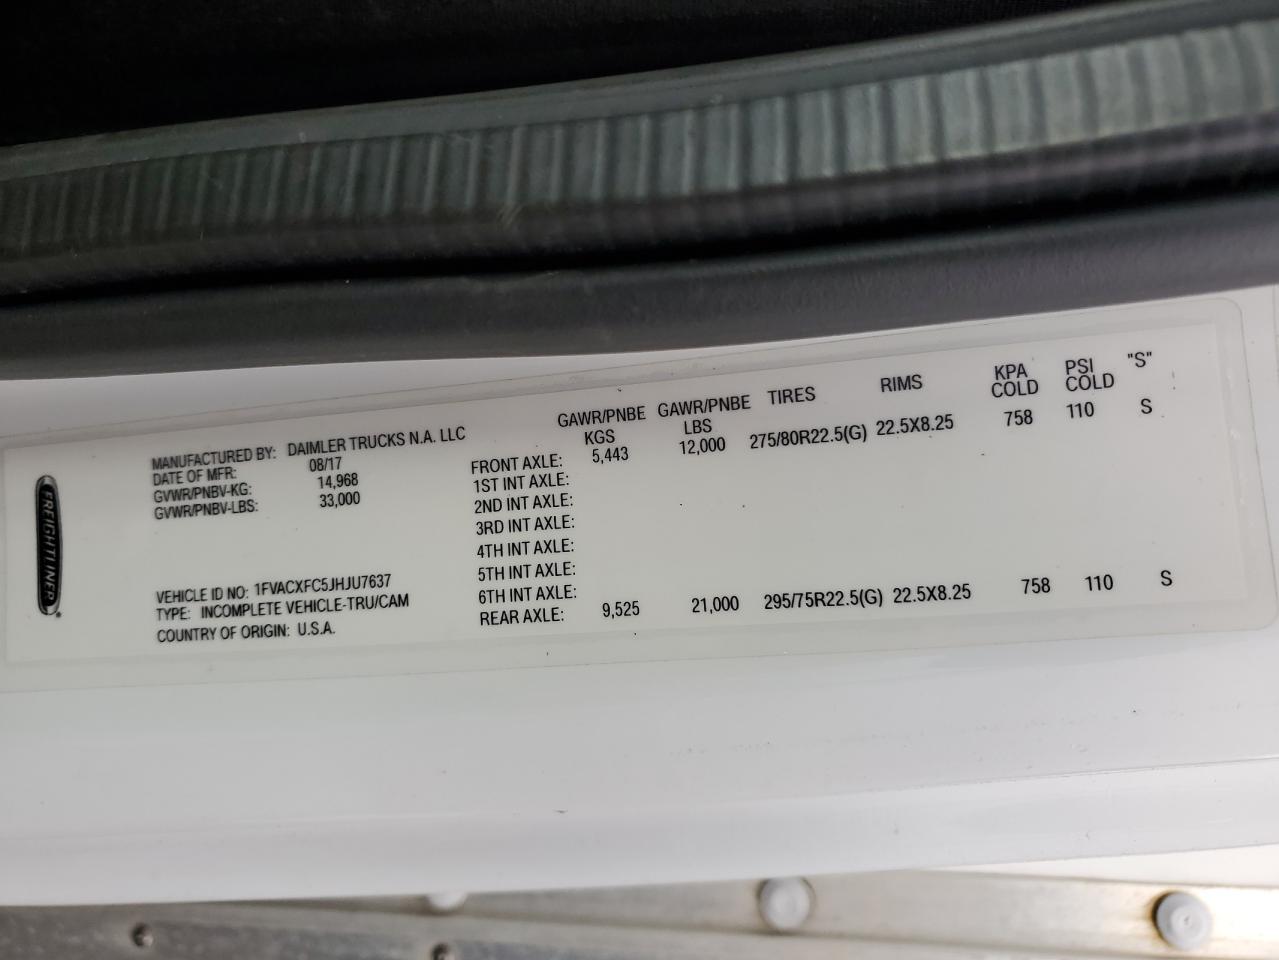 FREIGHTLINER
MANUFACTURED BY: DAIMLER TRUCKS N.A. LLC
DATE OF MFR: 08/17
GVWR/PNBV-KG: 14,968
GVWR/PNBV-LBS: 33,000
VEHICLE ID NO: 1FVACXFC5JHJU7637
TYPE: INCOMPLETE VEHICLE-TRU/CAM
COUNTRY OF ORIGIN: U.S.A.
GAWR/PNBE GAWR/PNBE TIRES RIMS KPA PSI "S"
KGS LBS COLD COLD
FRONT AXLE: 5,443 12,000 275/80R22.5(G) 22.5X8.25 758 110 S
1ST INT AXLE:
2ND INT AXLE:
3RD INT AXLE:
4TH INT AXLE:
5TH INT AXLE:
6TH INT AXLE:
REAR AXLE: 9,525 21,000 295/75R22.5(G) 22.5X8.25 758 110 S